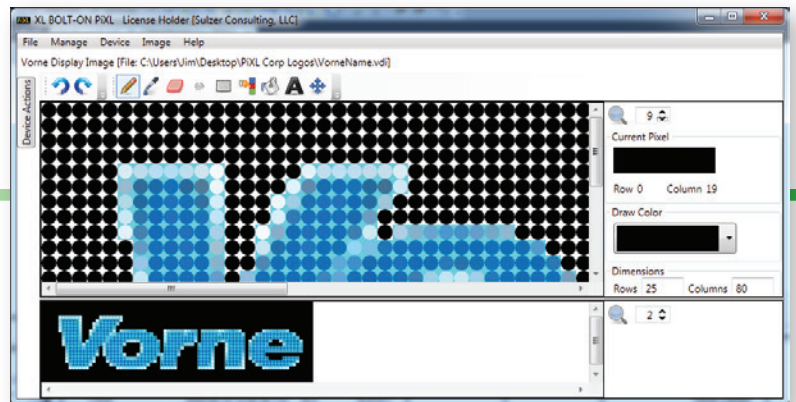 XL BOLT-ON PiXL License Holder [Sulzer Consulting, LLC]
File Manage Device Image Help
Vorne Display Image [File: C:\Users\Jim\Desktop\PiXL Corp Logos\VorneName.vdi]
Device Actions
A
9
Current Pixel
Row 0 Column 19
Draw Color
Dimensions
Rows 25 Columns 80
Vorne
2